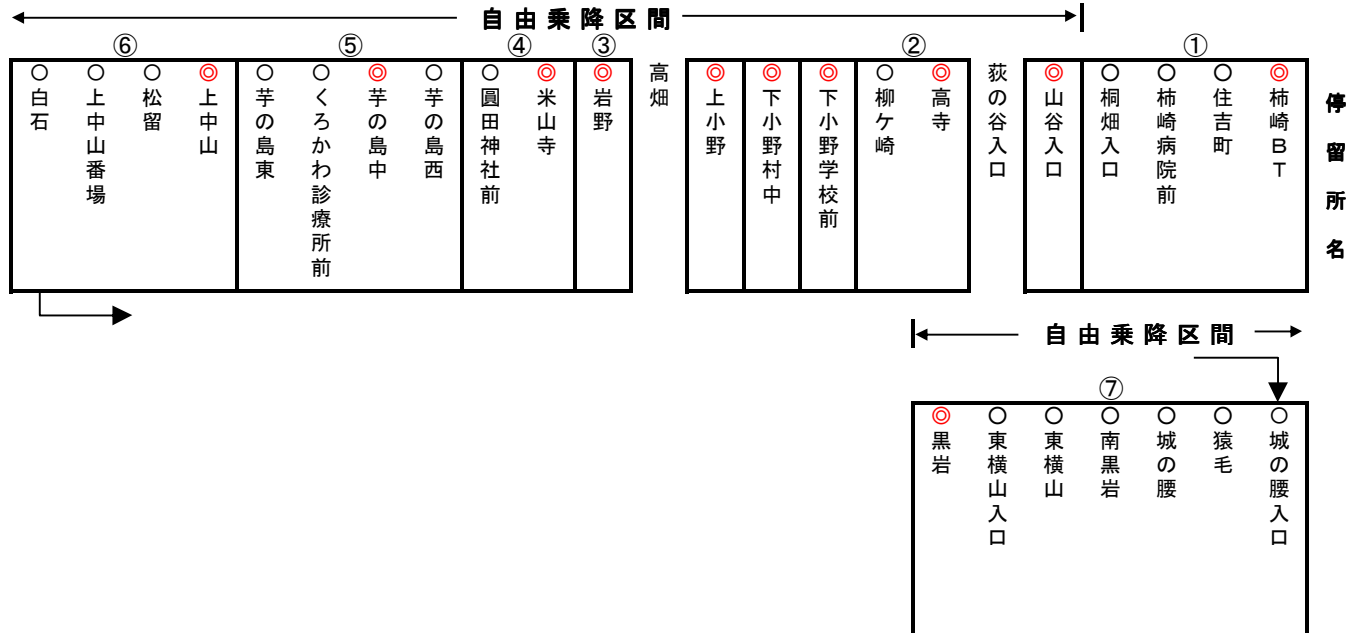 自由乗降区間
⑥ ⑤ ④ ③ ② ①
停留所名
◎柿崎BT
○住吉町
○柿崎病院前
○桐畑入口
◎山谷入口
荻の谷入口
◎高寺
○柳ケ崎
◎下小野学校前
◎下小野村中
◎上小野
高畑
◎岩野
◎米山寺
○圓田神社前
○芋の島西
◎芋の島中
○くろかわ診療所前
○芋の島東
◎上中山
○松留
○上中山番場
○白石
自由乗降区間
⑦
○城の腰入口
○猿毛
○城の腰
○南黒岩
○東横山
○東横山入口
◎黒岩